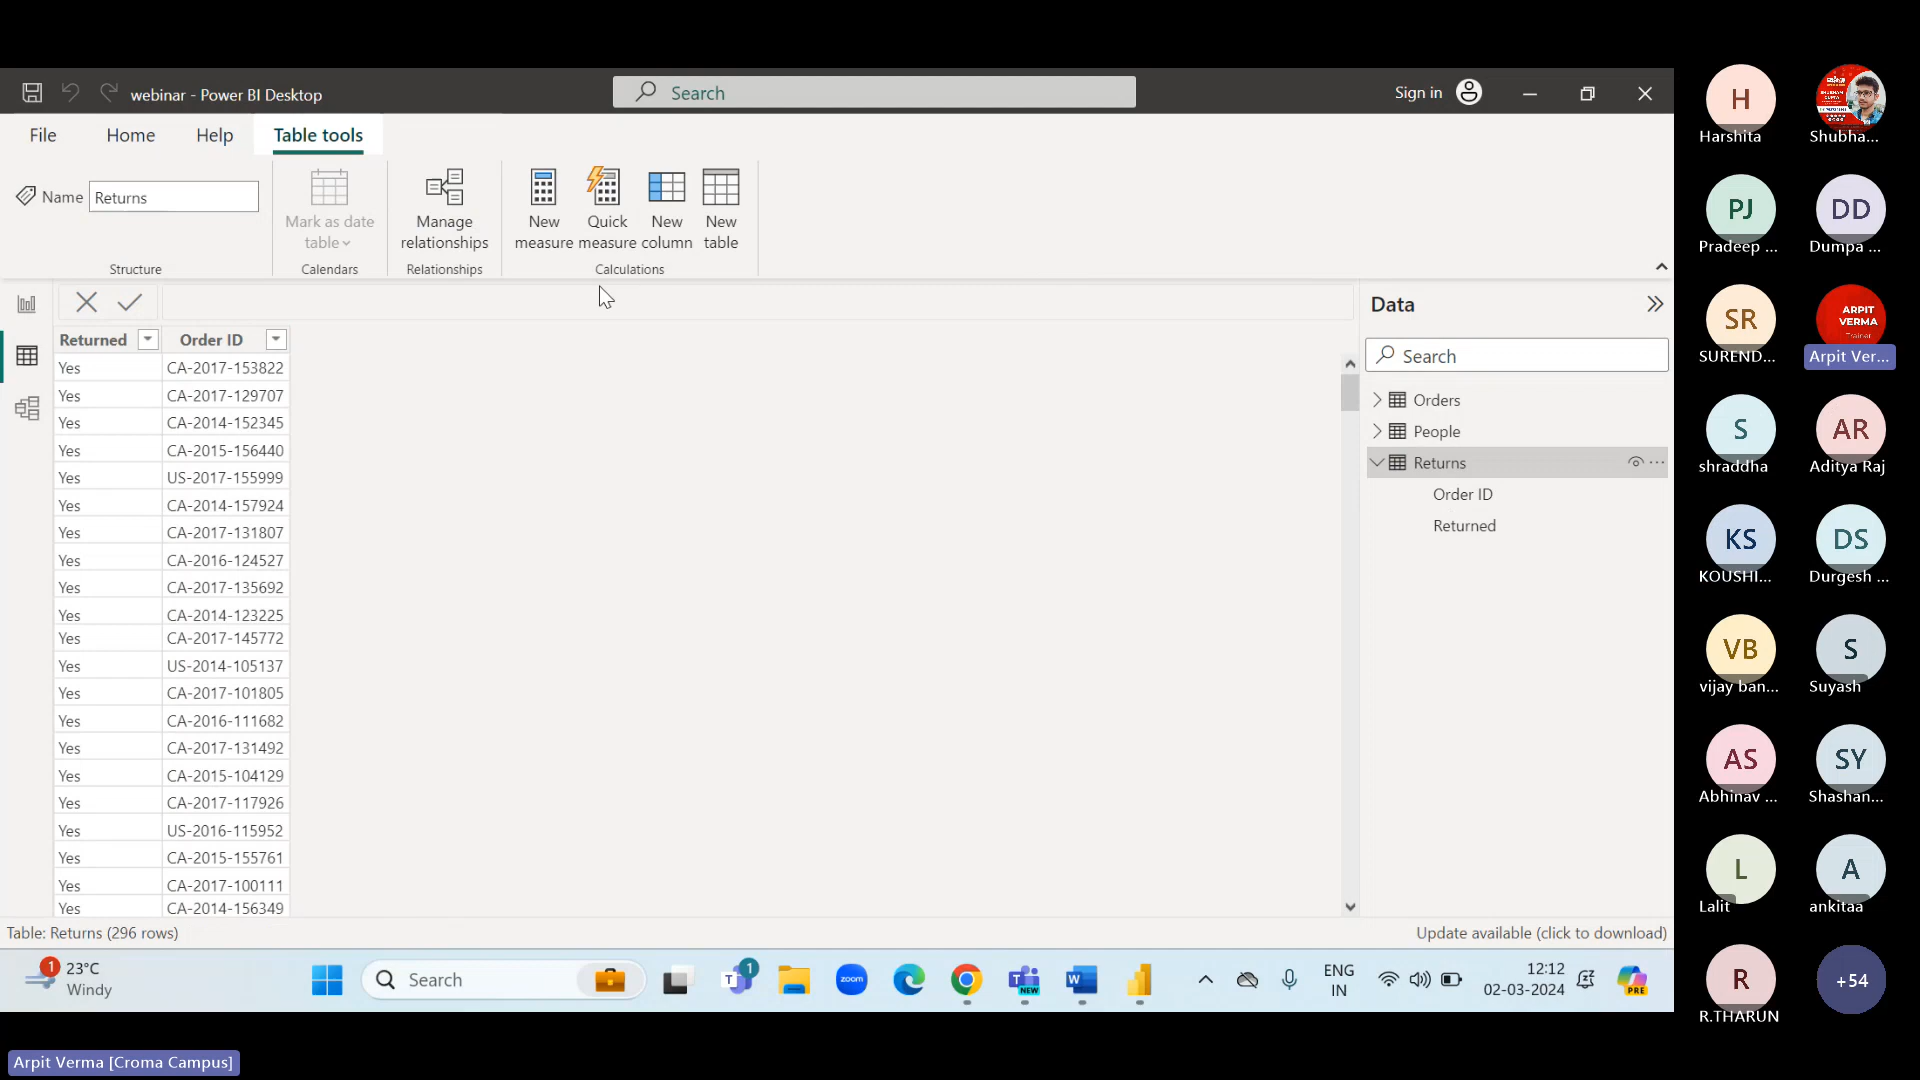 webinar - Power BI Desktop
Search
Sign in
File
Home
Help
Table tools
Name
Returns
Mark as date
table
Manage
relationships
New
measure
Quick
measure
New
column
New
table
Structure
Calendars
Relationships
Calculations
Returned
Order ID
Yes CA-2017-153822
Yes CA-2017-129707
Yes CA-2014-152345
Yes CA-2015-156440
Yes US-2017-155999
Yes CA-2014-157924
Yes CA-2017-131807
Yes CA-2016-124527
Yes CA-2017-135692
Yes CA-2014-123225
Yes CA-2017-145772
Yes US-2014-105137
Yes CA-2017-101805
Yes CA-2016-111682
Yes CA-2017-131492
Yes CA-2015-104129
Yes CA-2017-117926
Yes US-2016-115952
Yes CA-2015-155761
Yes CA-2017-100111
Yes CA-2014-156349
Data
Search
Orders
People
Returns
Order ID
Returned
Table: Returns (296 rows)
Update available (click to download)
1
23°C
Windy
Search
1
zoom
NEW
ENG
IN
12:12
02-03-2024
PRE
H
Harshita
Shubha...
PJ
Pradeep ...
DD
Dumpa ...
SR
SUREND...
ARPIT
VERMA
Trainer
Arpit Ver...
S
shraddha
AR
Aditya Raj
KS
KOUSHI...
DS
Durgesh ...
VB
vijay ban...
S
Suyash
AS
Abhinav ...
SY
Shashan...
L
Lalit
A
ankitaa
R
R.THARUN
+54
Arpit Verma [Croma Campus]